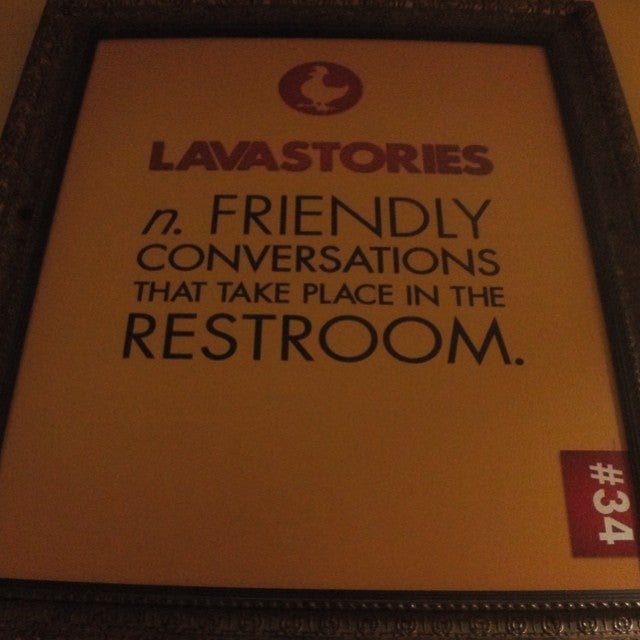 LAVASTORIES
n. FRIENDLY
CONVERSATIONS
THAT TAKE PLACE IN THE
RESTROOM.
#34